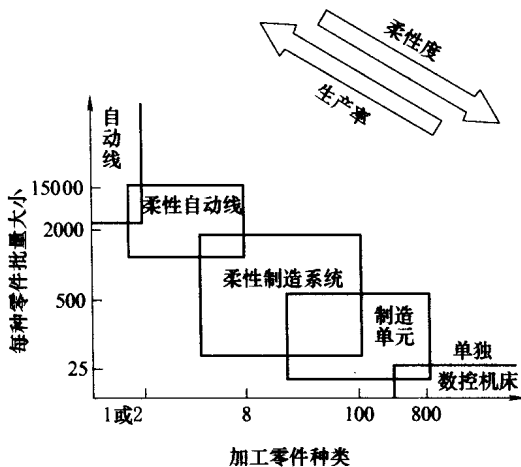 柔性度
生产率
自动线
15000
柔性自动线
2000
每种零件批量大小
柔性制造系统
500
制造
单元
单独
25
数控机床
1或2
8
100
800
加工零件种类